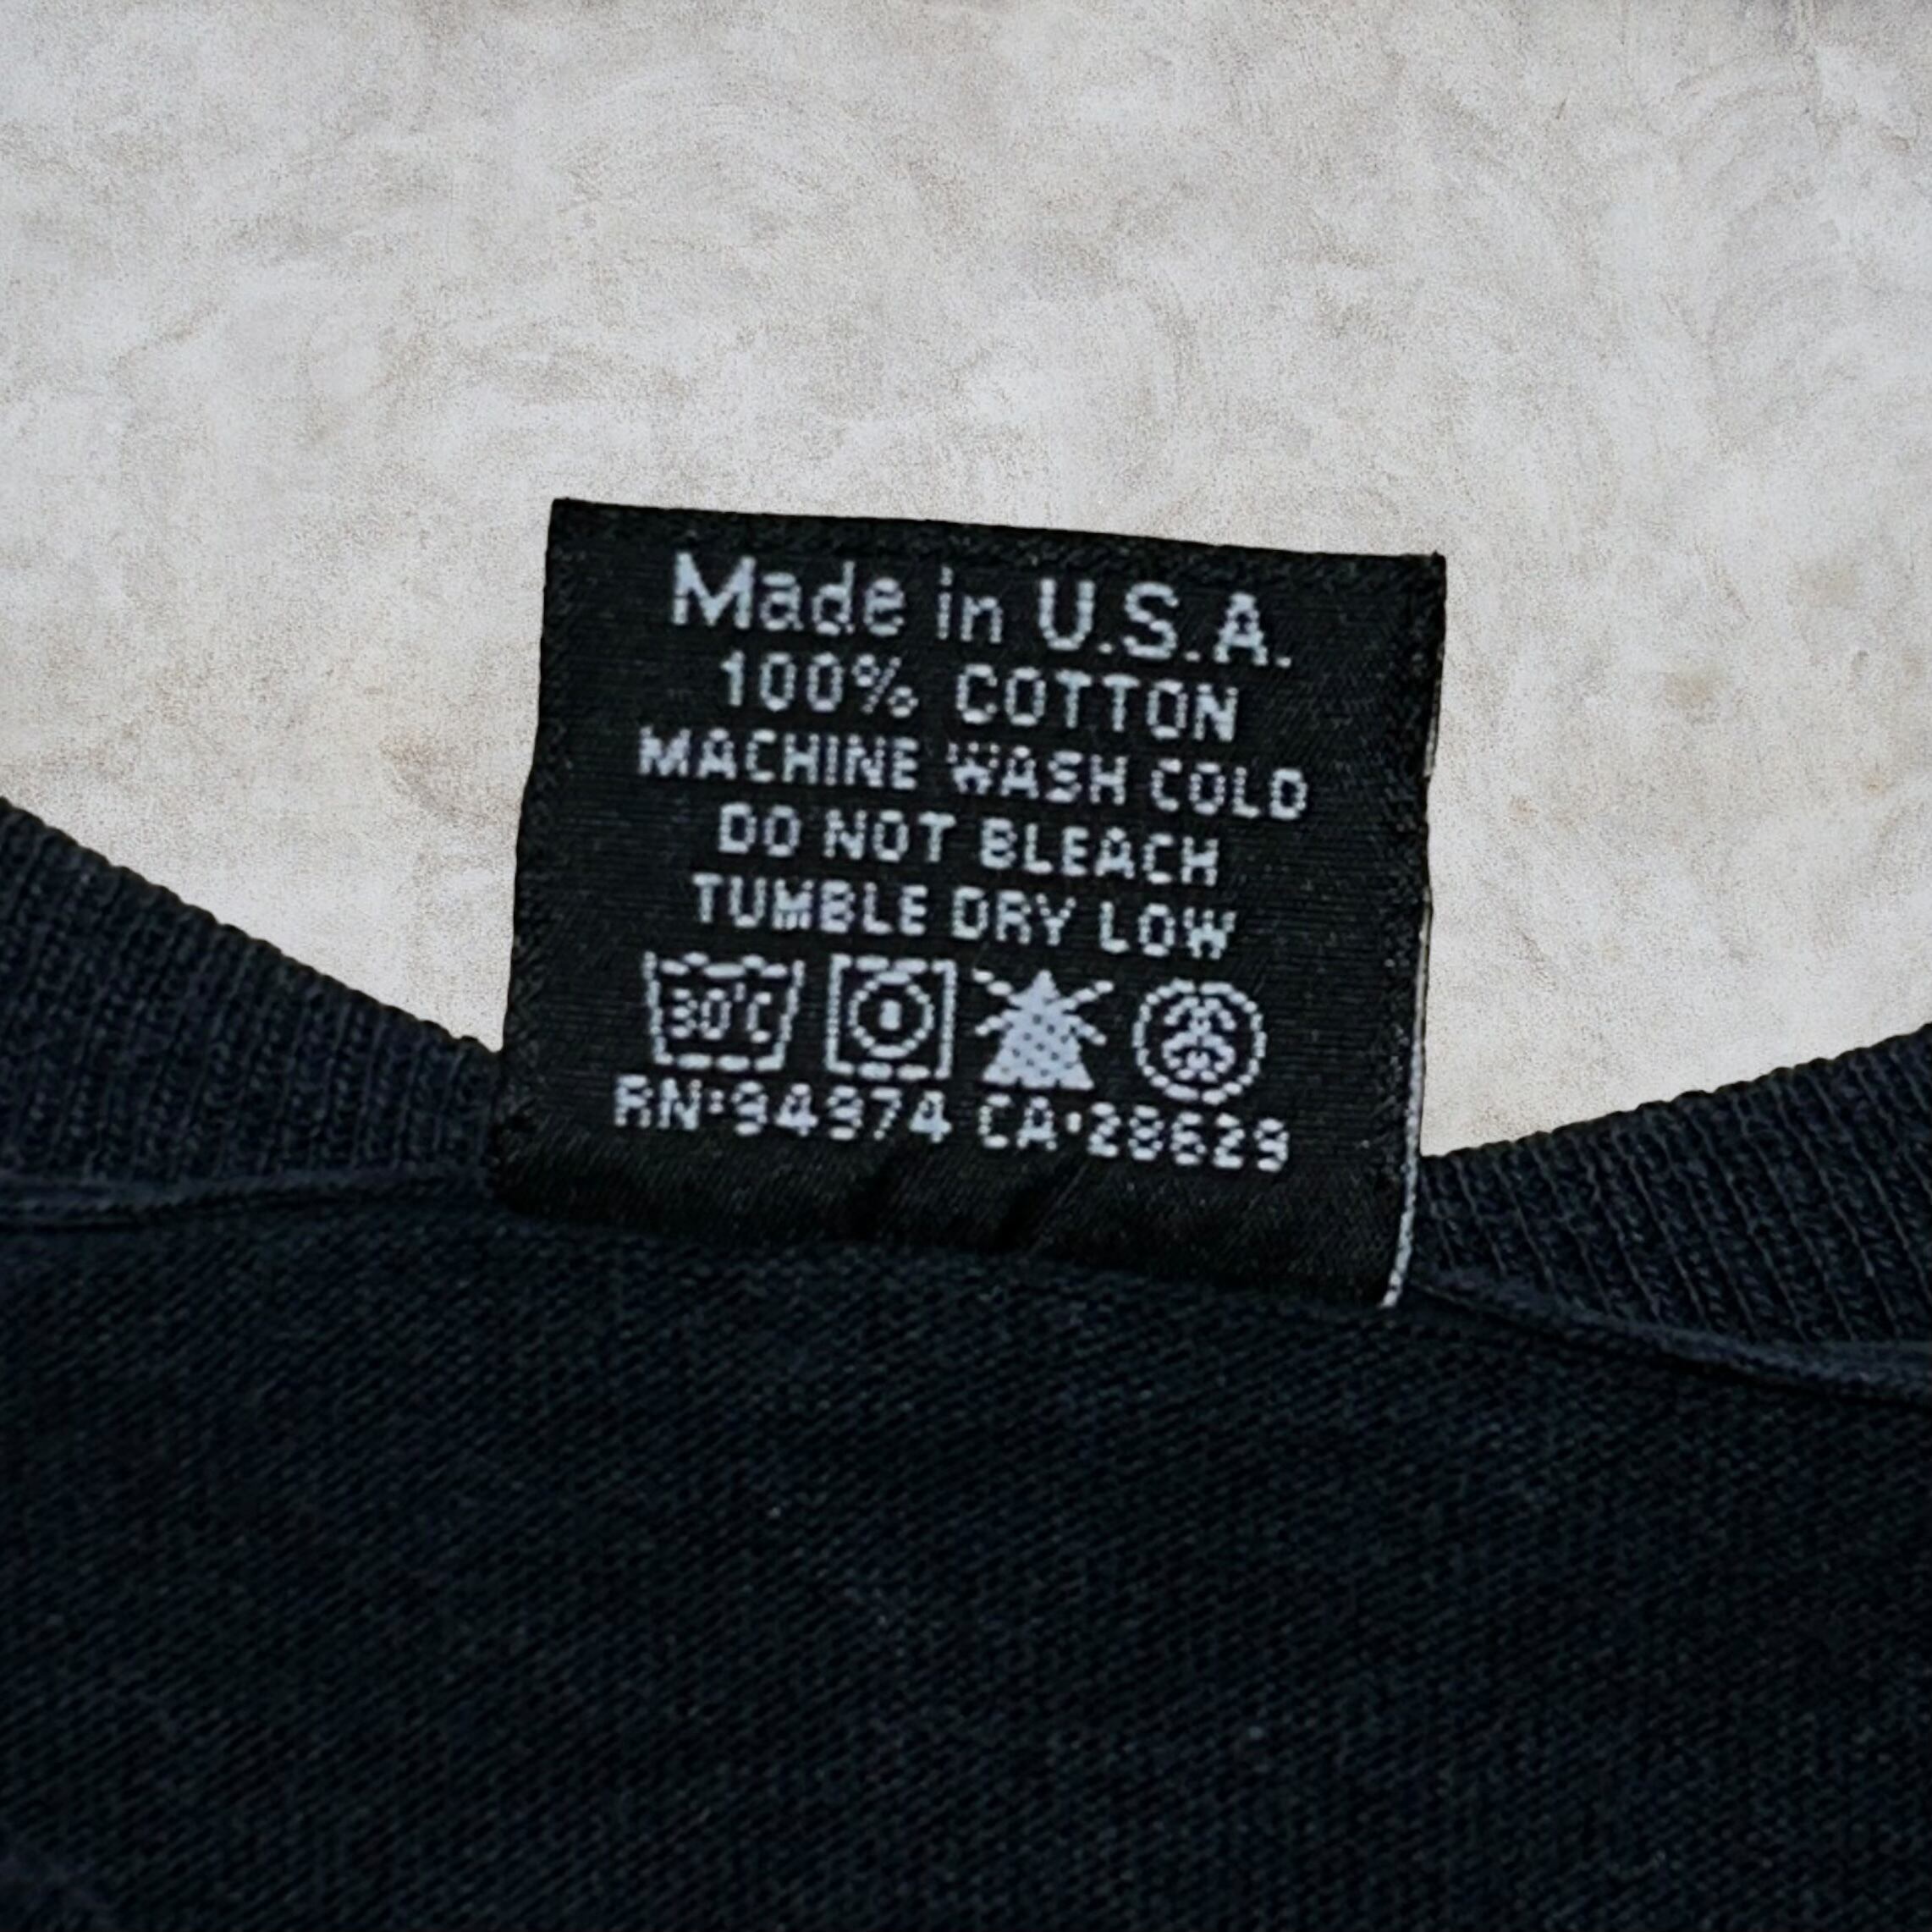 Made in U.S.A.
100% COTTON
MACHINE WASH COLD
DO NOT BLEACH
TUMBLE DRY LOW
30°C
RN:94974 CA:28629